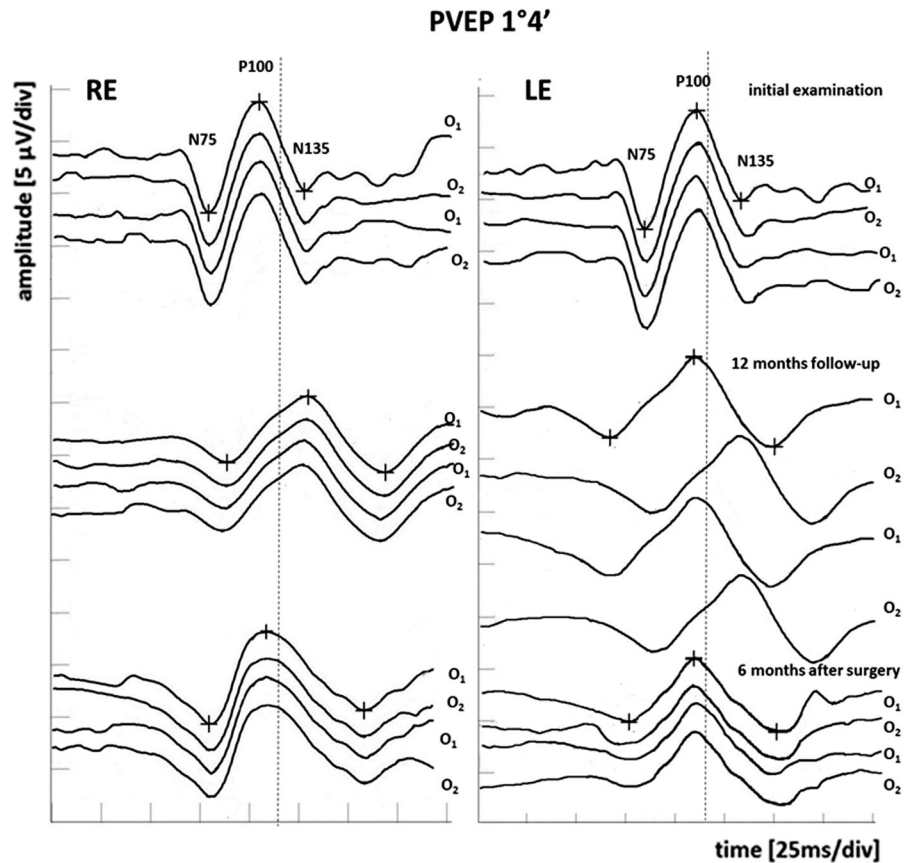 PVEP 1°4’
amplitude [5 µV/div]
RE
P100
N75
N135
O₁
O₂
O₁
O₂
O₁
O₂
O₁
O₂
O₁
O₂
O₁
O₂
LE
initial examination
P100
N75
N135
O₁
O₂
O₁
O₂
12 months follow-up
O₁
O₂
O₁
O₂
6 months after surgery
O₁
O₂
O₁
O₂
time [25ms/div]